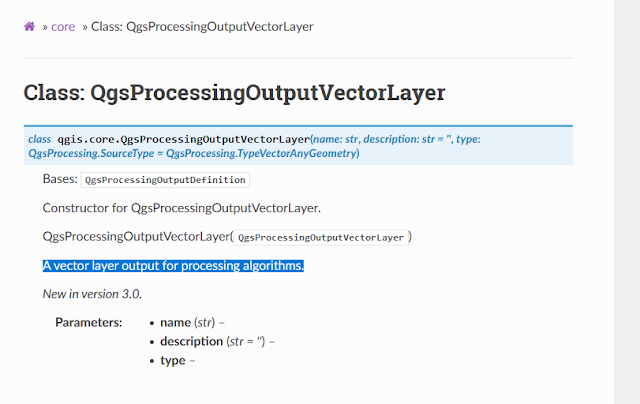 » core » Class: QgsProcessingOutputVectorLayer
Class: QgsProcessingOutputVectorLayer
class qgis.core.QgsProcessingOutputVectorLayer(name: str, description: str = '', type:
QgsProcessing.SourceType = QgsProcessing.TypeVectorAnyGeometry)
Bases: QgsProcessingOutputDefinition
Constructor for QgsProcessingOutputVectorLayer.
QgsProcessingOutputVectorLayer( QgsProcessingOutputVectorLayer )
A vector layer output for processing algorithms.
New in version 3.0.
Parameters: • name (str) –
• description (str = '') –
• type –